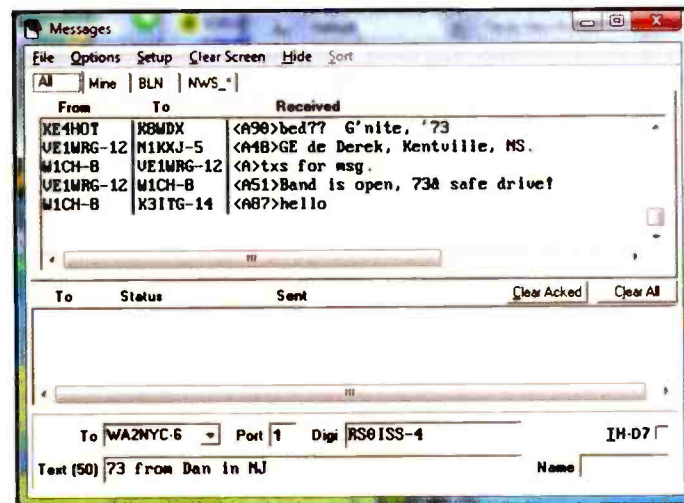 Messages
File Options Setup Clear Screen Hide Sort
All Mine BLN NWS_*
From To Received
KE4HOT K8WDX <A90>bed?? G'nite, '73
VE1WRG-12 N1KXJ-5 <A48>GE de Derek, Kentville, NS.
W1CH-8 VE1WRG-12 <A>txs for msg.
VE1WRG-12 W1CH-8 <A51>Band is open, 73& safe drive!
W1CH-8 K3ITG-14 <A87>hello
To Status Sent Clear Acked Clear All
To WA2NYC-6 Port 1 Digi RS0ISS-4 TH-D7
Text (50) 73 from Dan in NJ Name